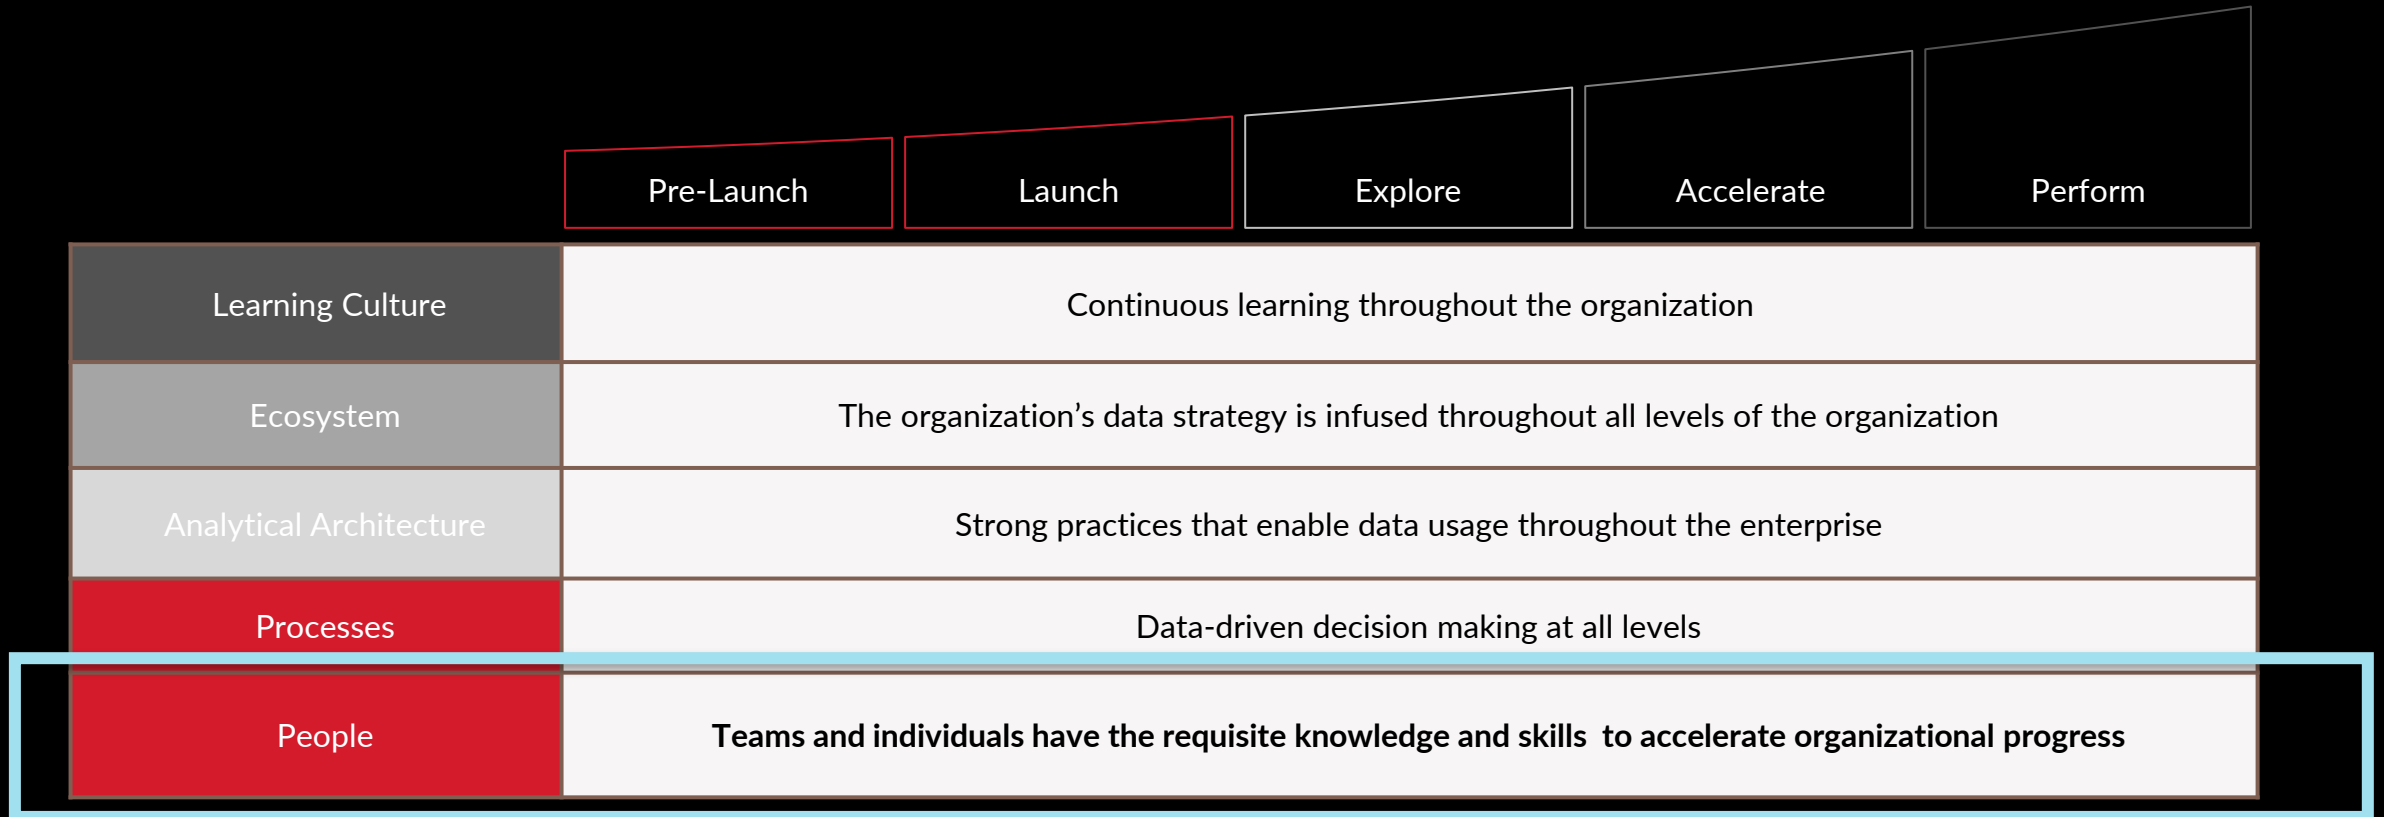 Pre-Launch
Launch
Explore
Accelerate
Perform
Learning Culture
Continuous learning throughout the organization
Ecosystem
The organization’s data strategy is infused throughout all levels of the organization
Analytical Architecture
Strong practices that enable data usage throughout the enterprise
Processes
Data-driven decision making at all levels
People
Teams and individuals have the requisite knowledge and skills  to accelerate organizational progress